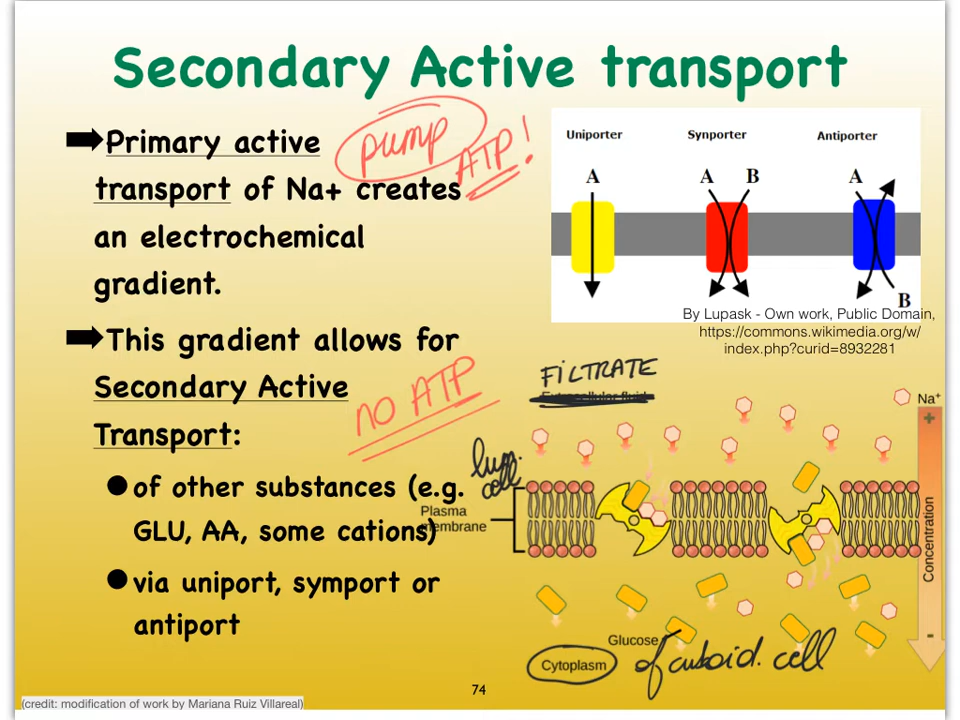 Secondary Active transport
➡Primary active
transport of Na+ creates
an electrochemical
gradient.
pump
ATP!
➡This gradient allows for
Secondary Active
Transport:
NO ATP
●of other substances (e.g.
GLU, AA, some cations)
●via uniport, symport or
antiport
Uniporter Synporter Antiporter
A A B A
B
By Lupask - Own work, Public Domain,
https://commons.wikimedia.org/w/
index.php?curid=8932281
FILTRATE
Extracellular fluid
Na+
+
lum.
cell
Plasma
membrane
Concentration
-
Glucose
Cytoplasm of cuboid. cell
74
(credit: modification of work by Mariana Ruiz Villareal)